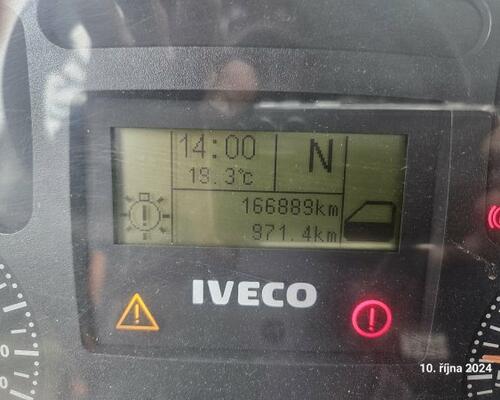 14:00
N
19.3°C
166889km
971.4km
IVECO
10. října 2024